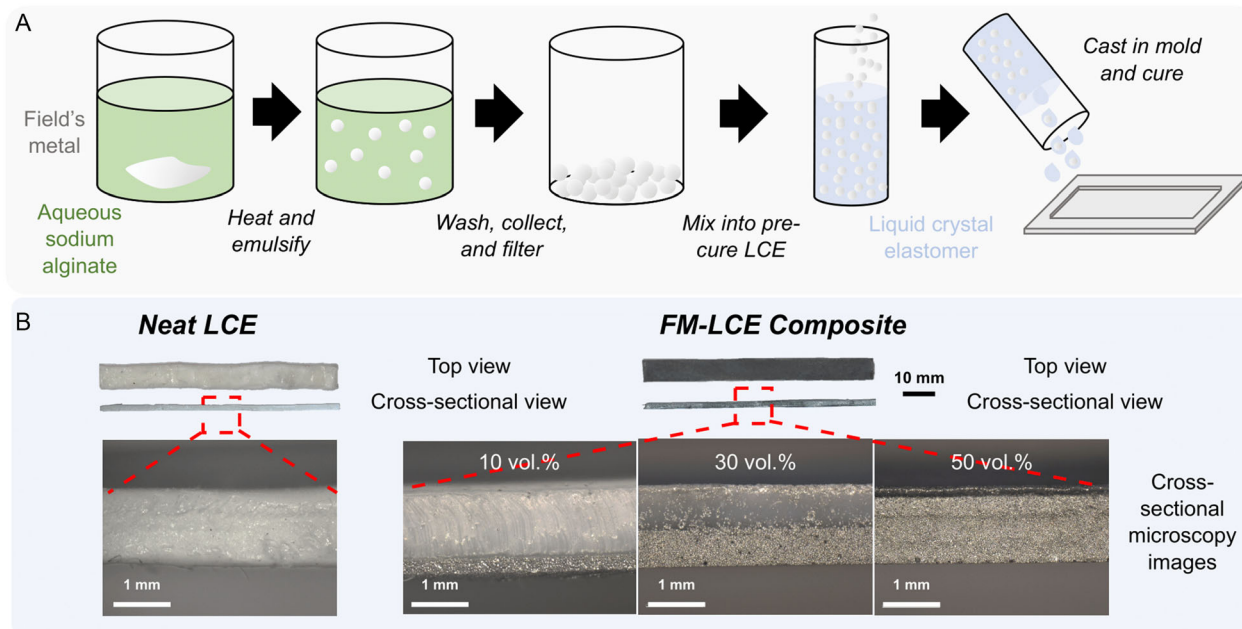 A
Field's
metal
Aqueous
sodium
alginate
Heat and
emulsify
Wash, collect,
and filter
Mix into pre-
cure LCE
Liquid crystal
elastomer
Cast in mold
and cure
B
Neat LCE
FM-LCE Composite
Top view
Cross-sectional view
10 mm
Top view
Cross-sectional view
10 vol.%
30 vol.%
50 vol.%
1 mm
1 mm
1 mm
1 mm
Cross-
sectional
microscopy
images